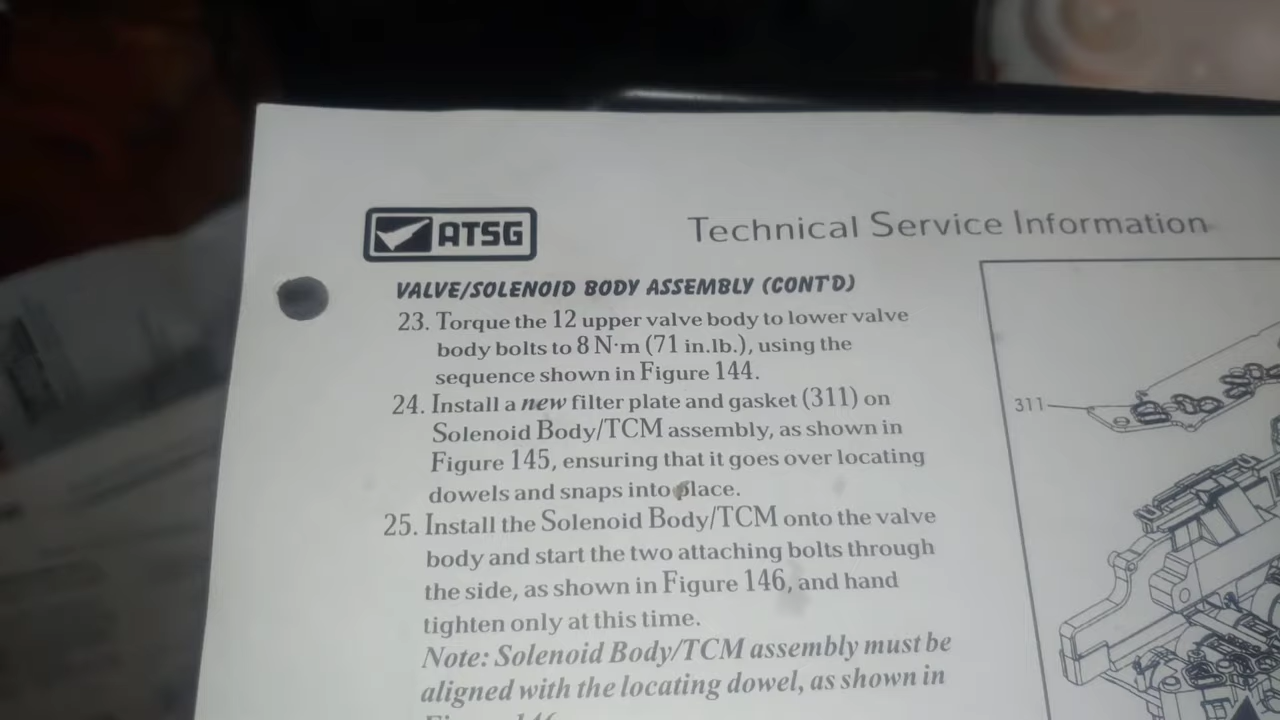 ATSG
Technical Service Information
VALVE/SOLENOID BODY ASSEMBLY (CONT'D)
23. Torque the 12 upper valve body to lower valve
body bolts to 8 N·m (71 in.lb.), using the
sequence shown in Figure 144.
24. Install a new filter plate and gasket (311) on
Solenoid Body/TCM assembly, as shown in
Figure 145, ensuring that it goes over locating
dowels and snaps into place.
25. Install the Solenoid Body/TCM onto the valve
body and start the two attaching bolts through
the side, as shown in Figure 146, and hand
tighten only at this time.
Note: Solenoid Body/TCM assembly must be
aligned with the locating dowel, as shown in
311